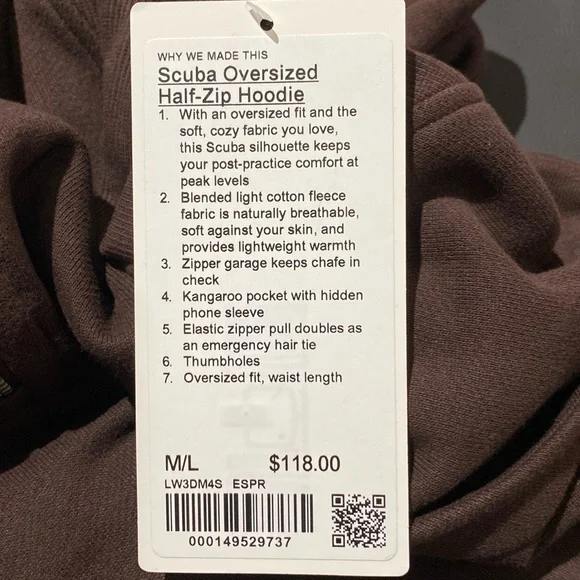 WHY WE MADE THIS
Scuba Oversized
Half-Zip Hoodie
1. With an oversized fit and the
soft, cozy fabric you love,
this Scuba silhouette keeps
your post-practice comfort at
peak levels
2. Blended light cotton fleece
fabric is naturally breathable,
soft against your skin, and
provides lightweight warmth
3. Zipper garage keeps chafe in
check
4. Kangaroo pocket with hidden
phone sleeve
5. Elastic zipper pull doubles as
an emergency hair tie
6. Thumbholes
7. Oversized fit, waist length
M/L $118.00
LW3DM4S ESPR
000149529737